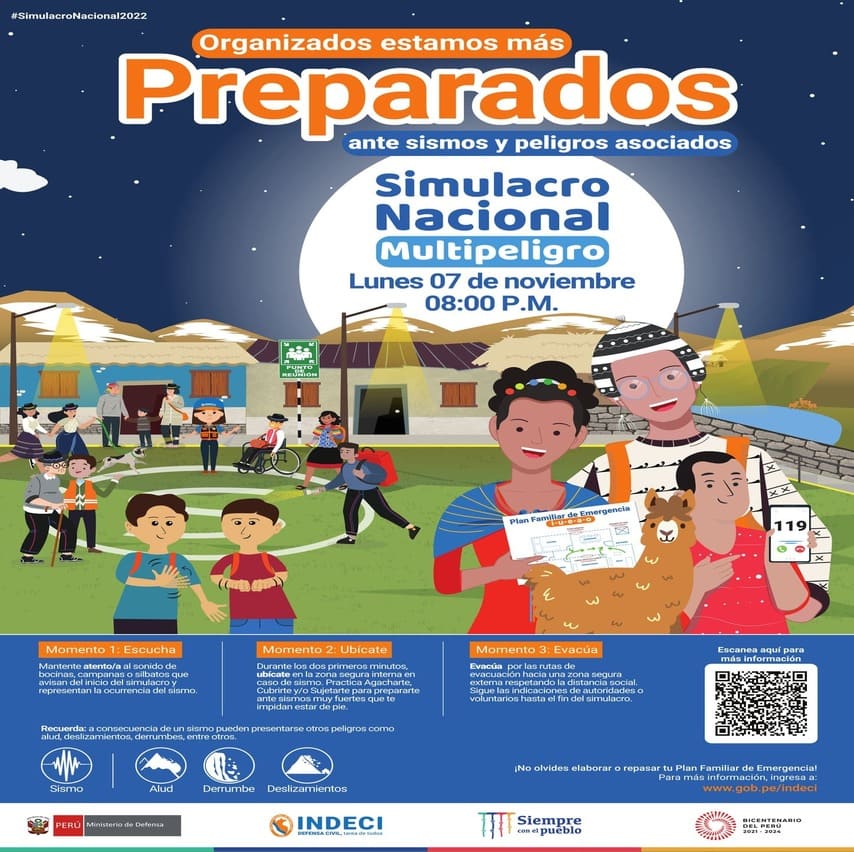 #SimulacroNacional2022
Organizados estamos más
Preparados
ante sismos y peligros asociados
Simulacro
Nacional
Multipeligro
Lunes 07 de noviembre
08:00 P.M.
PUNTO
DE
REUNIÓN
Plan Familiar de Emergencia
119
Momento 1: Escucha
Mantente atento/a al sonido de
bocinas, campanas o silbatos que
avisan del inicio del simulacro y
representan la ocurrencia del sismo.
Momento 2: Ubícate
Durante los dos primeros minutos,
ubícate en la zona segura interna en
caso de sismo. Practica Agacharte,
Cubrirte y/o Sujetarte para prepararte
ante sismos muy fuertes que te
impidan estar de pie.
Momento 3: Evacúa
Evacúa por las rutas de
evacuación hacia una zona segura
externa respetando la distancia social.
Sigue las indicaciones de autoridades o
voluntarios hasta el fin del simulacro.
Escanea aquí para
más información
Recuerda: a consecuencia de un sismo pueden presentarse otros peligros como
alud, deslizamientos, derrumbes, entre otros.
Sismo
Alud
Derrumbe
Deslizamientos
¡No olvides elaborar o repasar tu Plan Familiar de Emergencia!
Para más información, ingresa a:
www.gob.pe/indeci
PERÚ Ministerio de Defensa
INDECI
DEFENSA CIVIL, tarea de todos
Siempre
con el pueblo
BICENTENARIO
DEL PERÚ
2021 - 2024